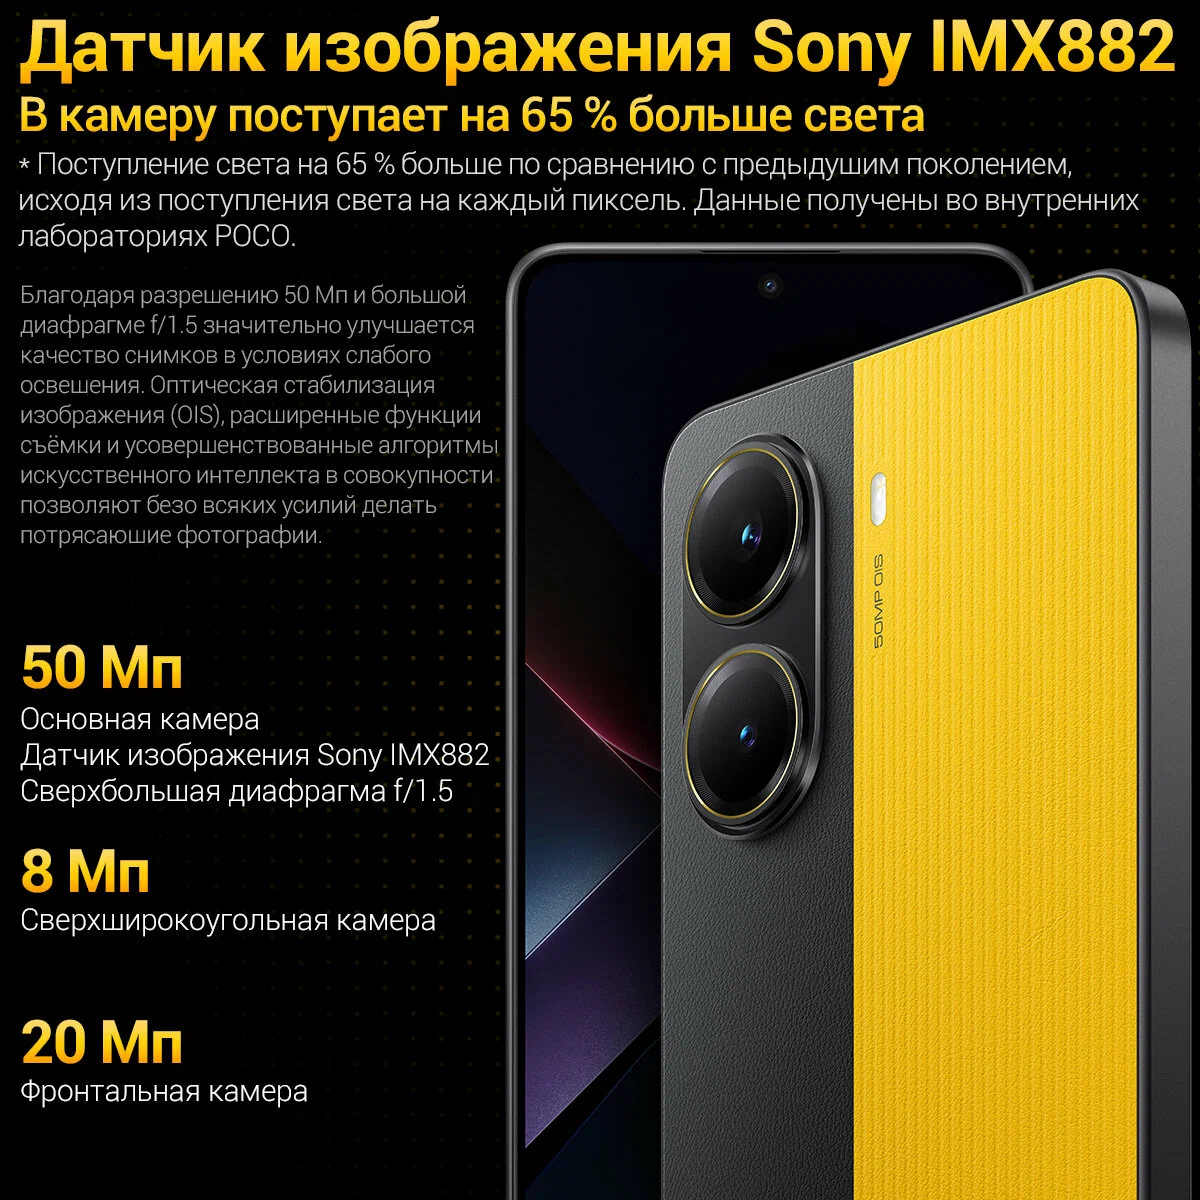 Датчик изображения Sony IMX882
В камеру поступает на 65 % больше света
* Поступление света на 65 % больше по сравнению с предыдушим поколением,
исходя из поступления света на каждый пиксель. Данные получены во внутренних
лабораториях POCO.
Благодаря разрешению 50 Мп и большой
диафрагме f/1.5 значительно улучшается
качество снимков в условиях слабого
освешения. Оптическая стабилизация
изображения (OIS), расширенные функции
съёмки и усовершенствованные алгоритмы
искусственного интеллекта в совокупности
позволяют безо всяких усилий делать
потрясаюшие фотографии.
50MP OIS
50 Мп
Основная камера
Датчик изображения Sony IMX882
Сверхбольшая диафрагма f/1.5
8 Мп
Сверхширокоугольная камера
20 Мп
Фронтальная камера